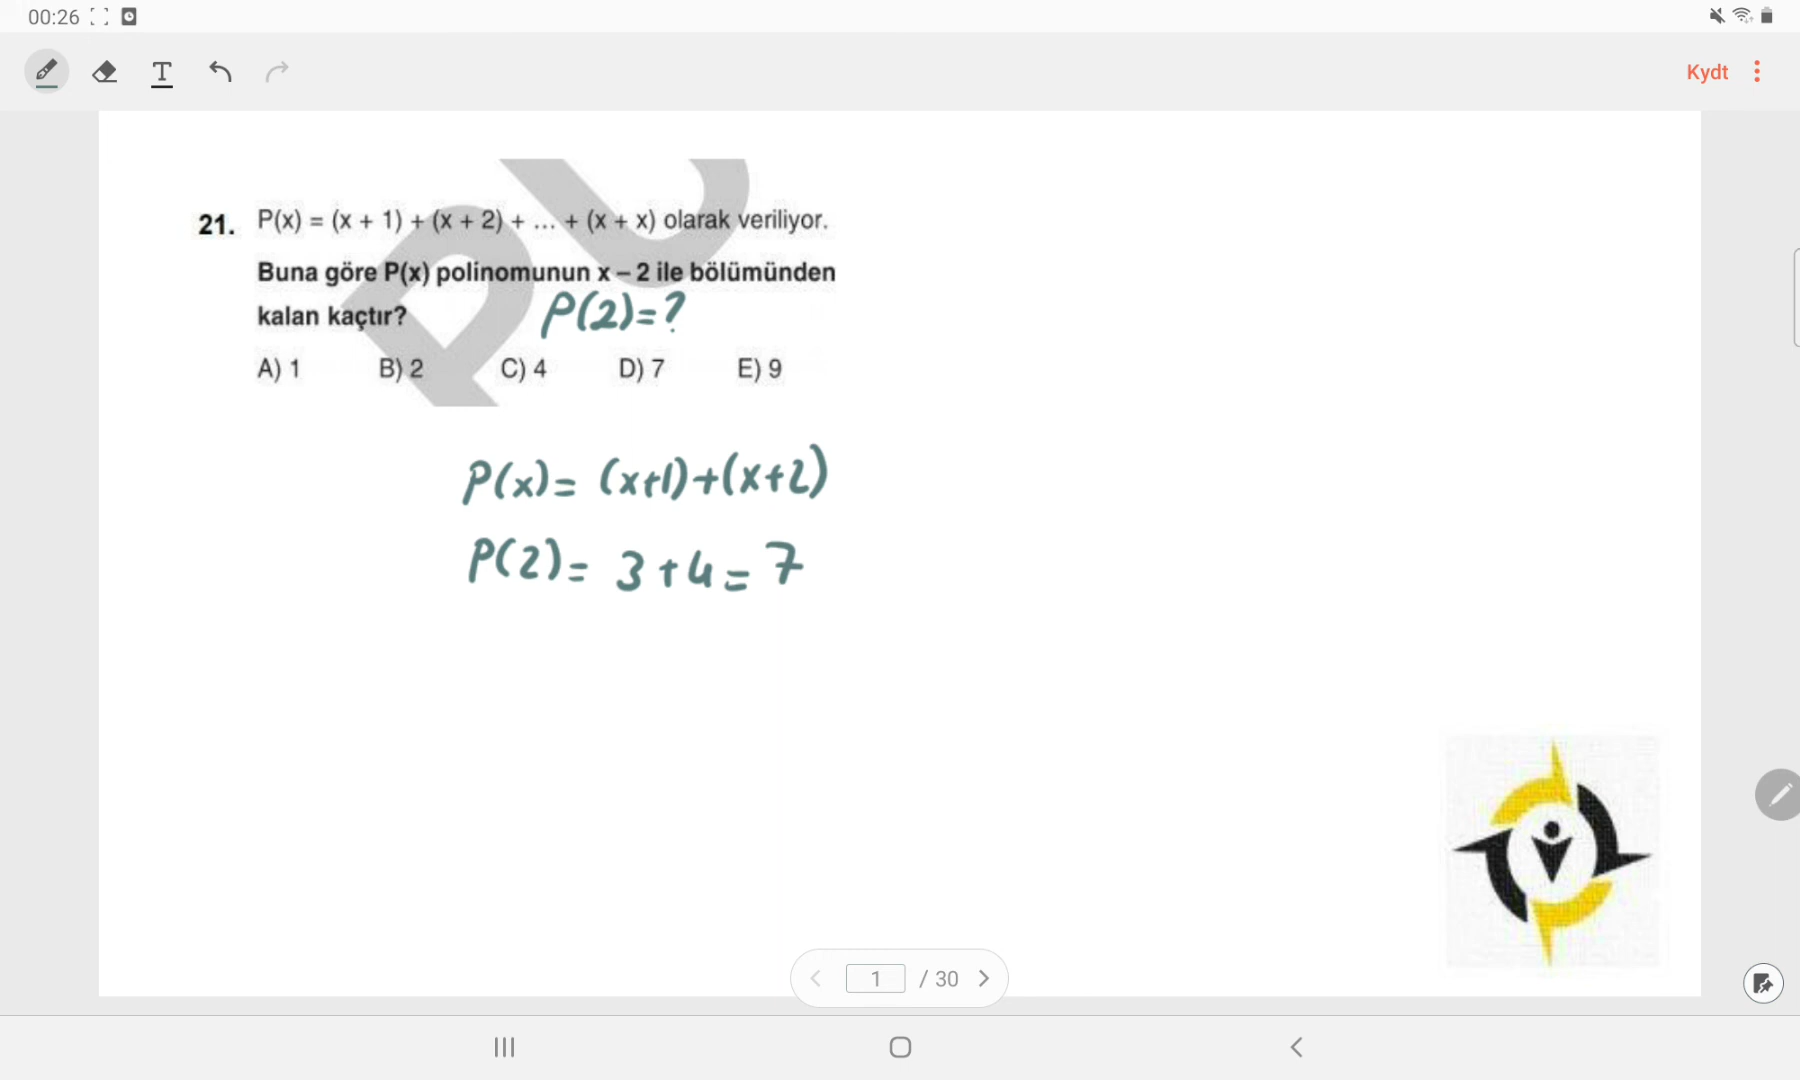 00:26
T
Kydt
21. P(x) = (x + 1) + (x + 2) + ... + (x + x) olarak veriliyor.
Buna göre P(x) polinomunun x – 2 ile bölümünden
kalan kaçtır?
P(2)=?
A) 1 B) 2 C) 4 D) 7 E) 9
P(x)= (x+1)+(x+2)
P(2)= 3+4=7
1 / 30